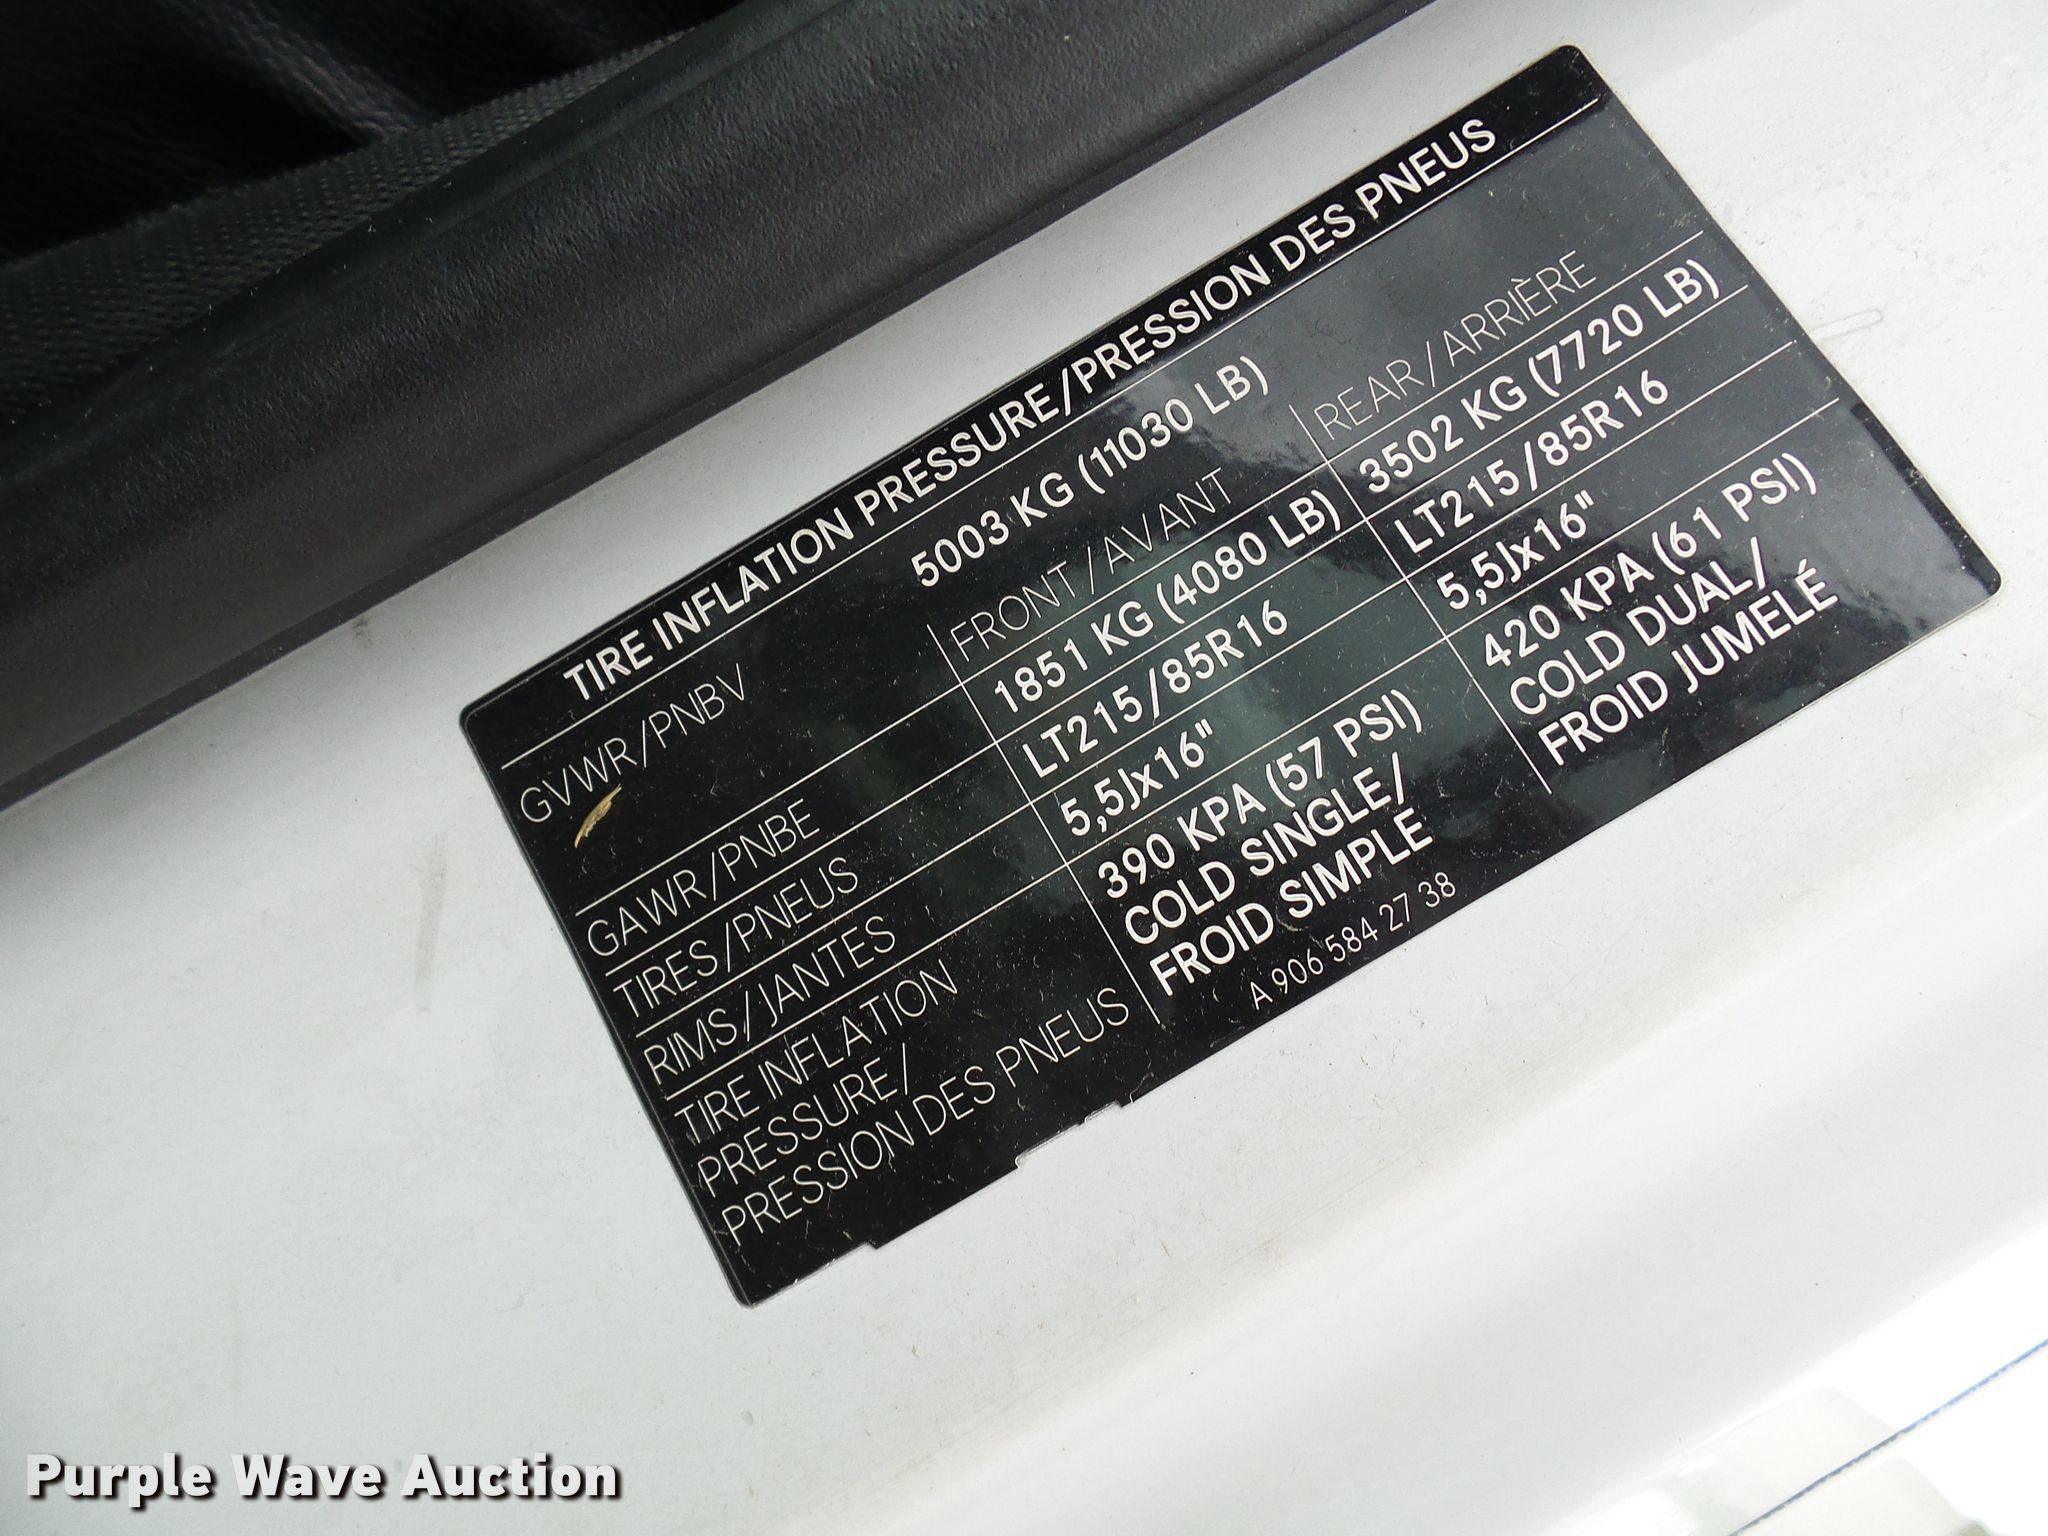 TIRE INFLATION PRESSURE/PRESSION DES PNEUS
GVWR/PNBV 5003 KG (11030 LB)
FRONT/AVANT REAR/ARRIÈRE
GAWR/PNBE 1851 KG (4080 LB) 3502 KG (7720 LB)
TIRES/PNEUS LT215/85R16 LT215/85R16
RIMS/JANTES 5,5Jx16" 5,5Jx16"
TIRE INFLATION 390 KPA (57 PSI) 420 KPA (61 PSI)
PRESSURE/ COLD SINGLE/ COLD DUAL/
PRESSION DES PNEUS FROID SIMPLE FROID JUMELÉ
A 906 584 27 38
Purple Wave Auction